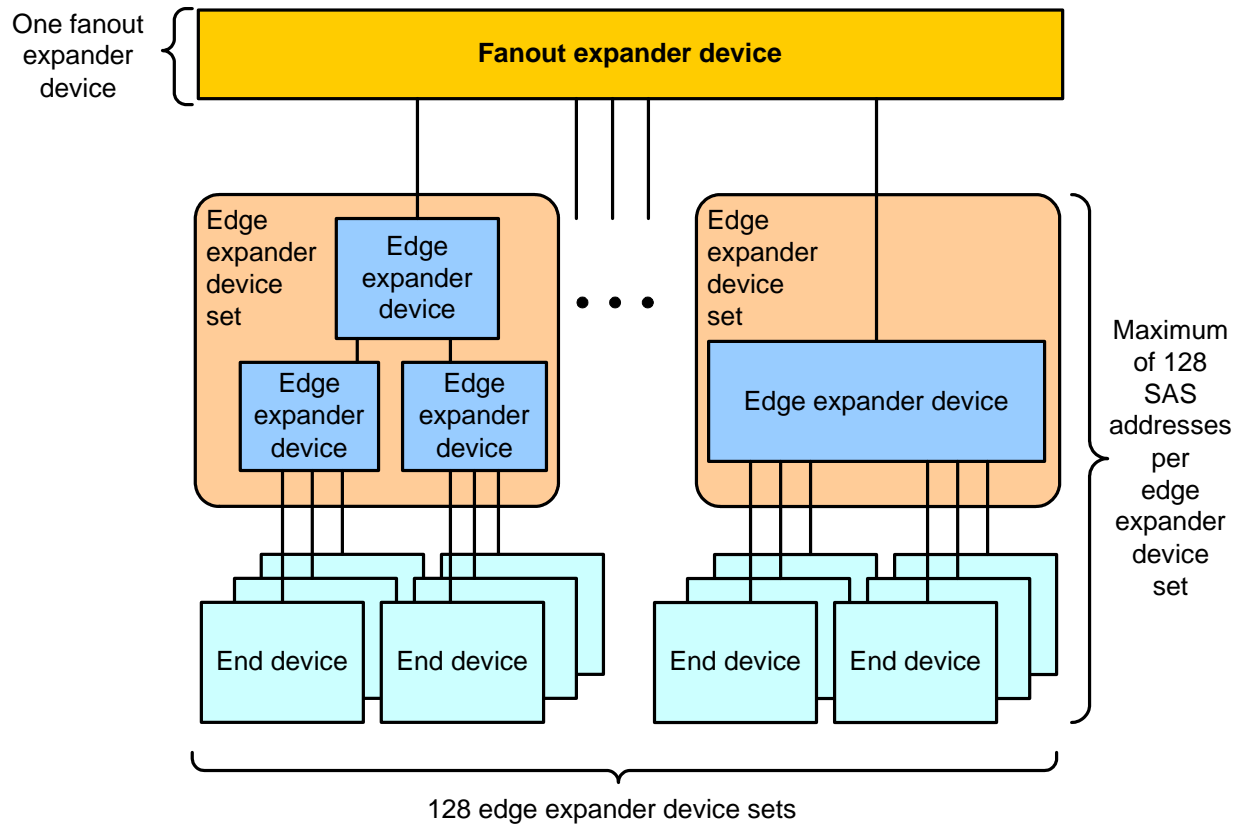 One fanout
expander
device
Fanout expander device
Edge
expander
device
set
Edge
expander
device
Edge
expander
device
Edge
expander
device
Edge
expander
device
set
Edge expander device
Maximum
of 128
SAS
addresses
per
edge
expander
device
set
End device
End device
End device
End device
128 edge expander device sets